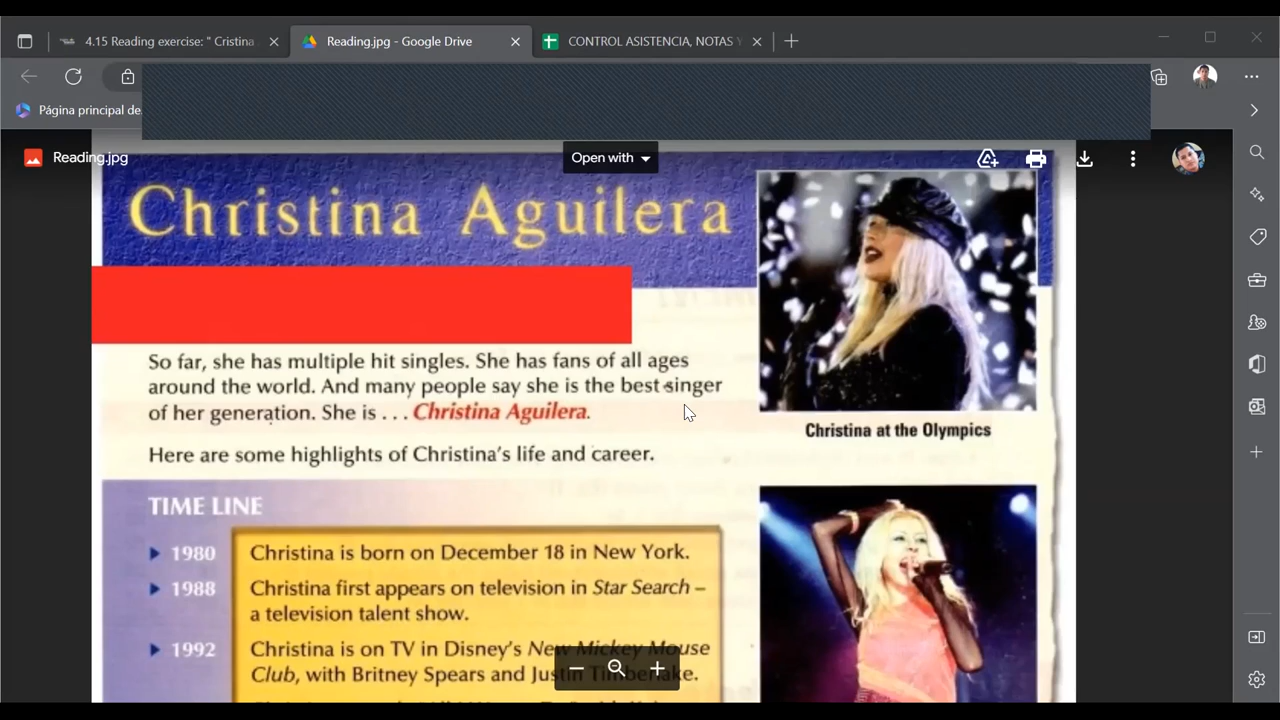 4.15 Reading exercise: " Cristina
Reading.jpg - Google Drive
CONTROL ASISTENCIA, NOTAS Y
Página principal de
Reading.jpg
Open with
Christina Aguilera
So far, she has multiple hit singles. She has fans of all ages
around the world. And many people say she is the best singer
of her generation. She is . . . Christina Aguilera.
Here are some highlights of Christina's life and career.
Christina at the Olympics
TIME LINE
1980 Christina is born on December 18 in New York.
1988 Christina first appears on television in Star Search –
a television talent show.
1992 Christina is on TV in Disney's New Mickey Mouse
Club, with Britney Spears and Justin Timberlake.